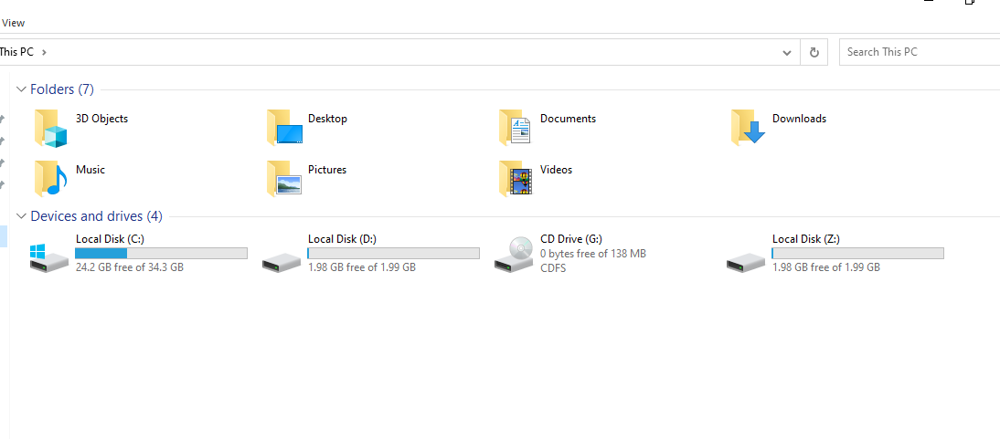 View
This PC
Search This PC
Folders (7)
3D Objects
Desktop
Documents
Downloads
Music
Pictures
Videos
Devices and drives (4)
Local Disk (C:)
24.2 GB free of 34.3 GB
Local Disk (D:)
1.98 GB free of 1.99 GB
CD Drive (G:)
0 bytes free of 138 MB
CDFS
Local Disk (Z:)
1.98 GB free of 1.99 GB